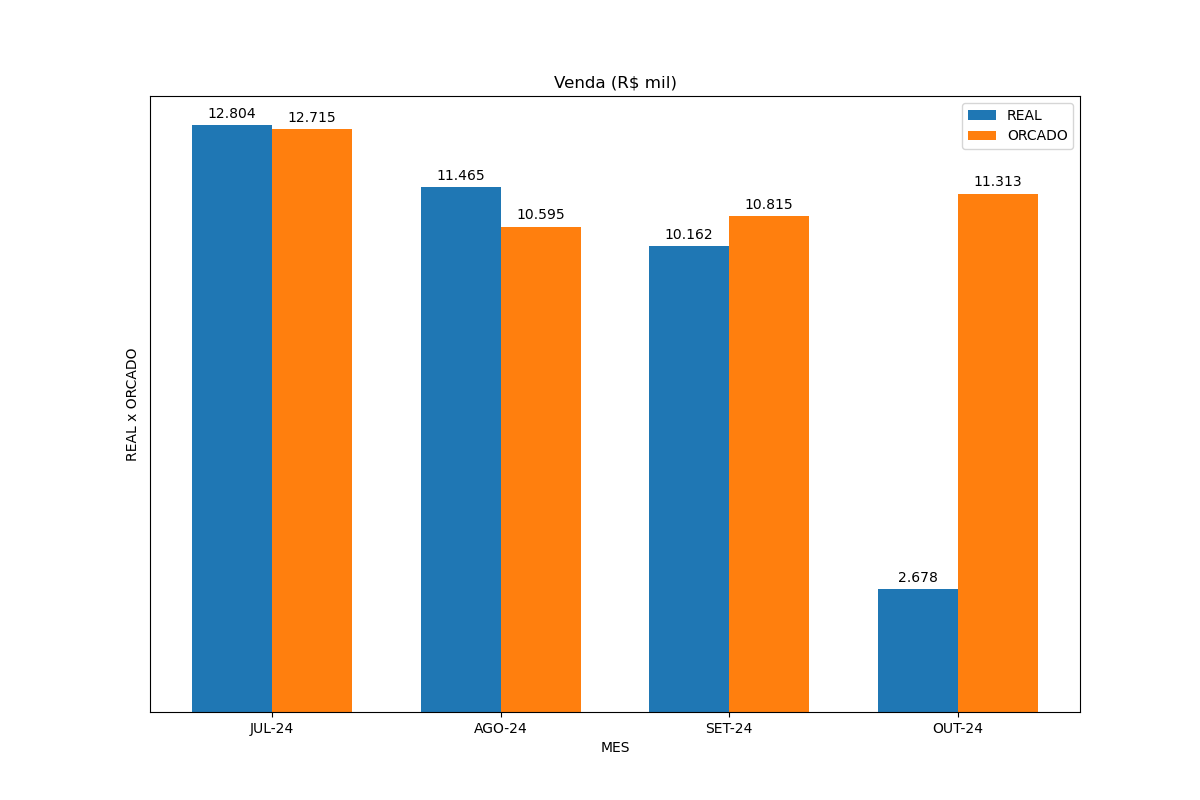 Venda (R$ mil)
REAL
ORCADO
12.804
12.715
11.465
10.595
10.162
10.815
2.678
11.313
REAL x ORCADO
JUL-24
AGO-24
SET-24
OUT-24
MES